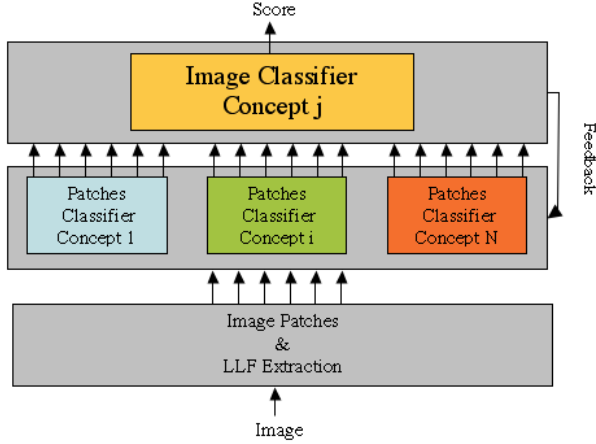 Score
Image Classifier
Concept j
Feedback
Patches
Classifier
Concept 1
Patches
Classifier
Concept i
Patches
Classifier
Concept N
Image Patches
&
LLF Extraction
Image